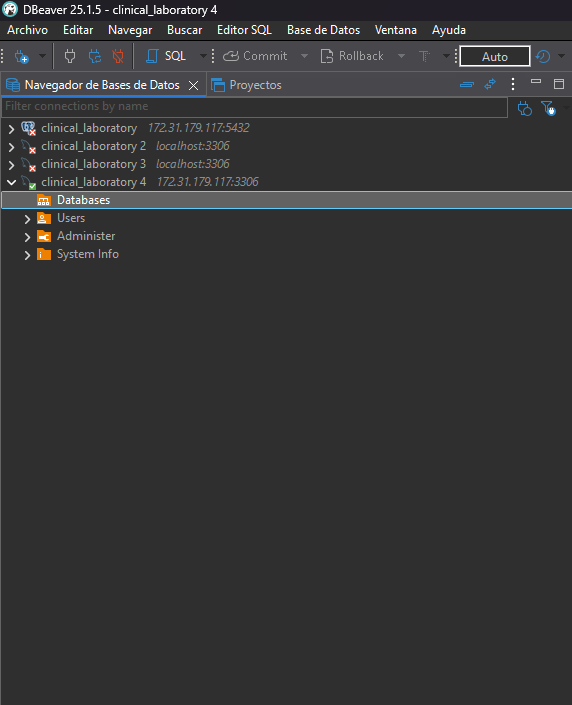 DBeaver 25.1.5 - clinical_laboratory 4
Archivo Editar Navegar Buscar Editor SQL Base de Datos Ventana Ayuda
SQL Commit Rollback T Auto
Navegador de Bases de Datos Proyectos
Filter connections by name
clinical_laboratory 172.31.179.117:5432
clinical_laboratory 2 localhost:3306
clinical_laboratory 3 localhost:3306
clinical_laboratory 4 172.31.179.117:3306
Databases
Users
Administer
System Info